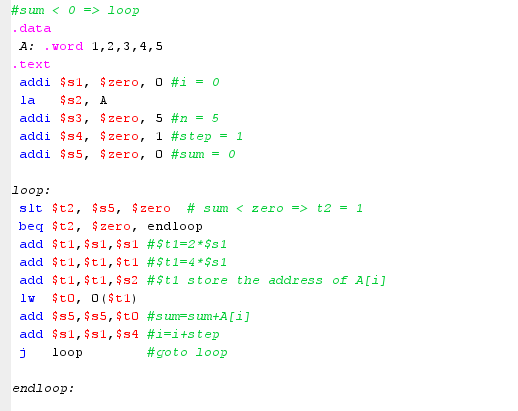 #sum < 0 => loop
.data
A: .word 1,2,3,4,5
.text
addi $s1, $zero, 0 #i = 0
la $s2, A
addi $s3, $zero, 5 #n = 5
addi $s4, $zero, 1 #step = 1
addi $s5, $zero, 0 #sum = 0
loop:
slt $t2, $s5, $zero # sum < zero => t2 = 1
beq $t2, $zero, endloop
add $t1,$s1,$s1 #$t1=2*$s1
add $t1,$t1,$t1 #$t1=4*$s1
add $t1,$t1,$s2 #$t1 store the address of A[i]
lw $t0, 0($t1)
add $s5,$s5,$t0 #sum=sum+A[i]
add $s1,$s1,$s4 #i=i+step
j loop #goto loop
endloop: